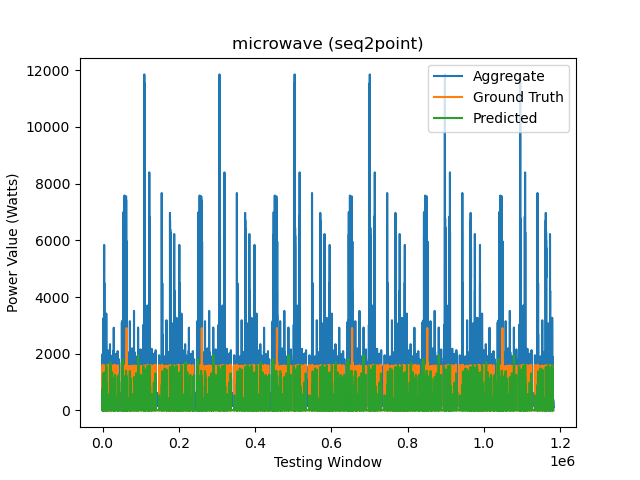 microwave (seq2point)
Aggregate
Ground Truth
Predicted
Power Value (Watts)
12000
10000
8000
6000
4000
2000
0
0.0 0.2 0.4 0.6 0.8 1.0 1.2
1e6
Testing Window